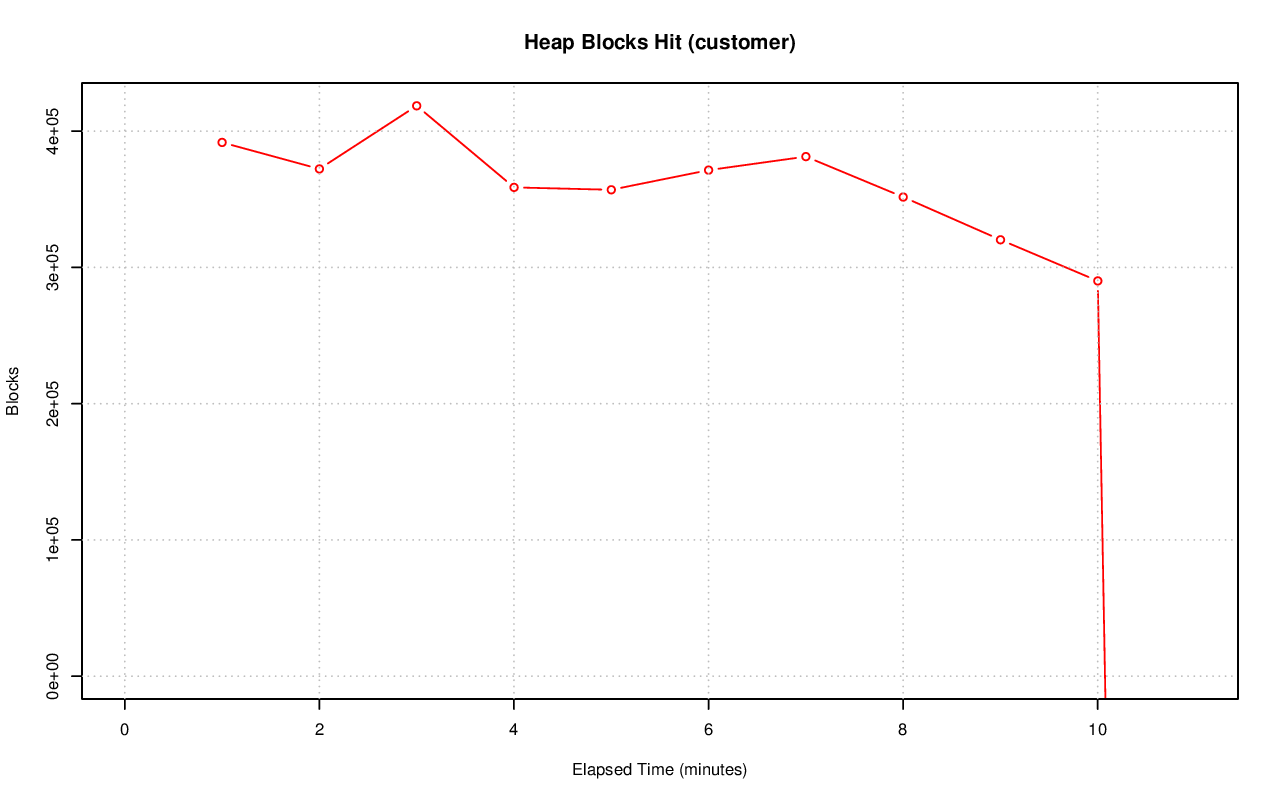 Heap Blocks Hit (customer)
4e+05
3e+05
2e+05
1e+05
0e+00
Blocks
0 2 4 6 8 10
Elapsed Time (minutes)